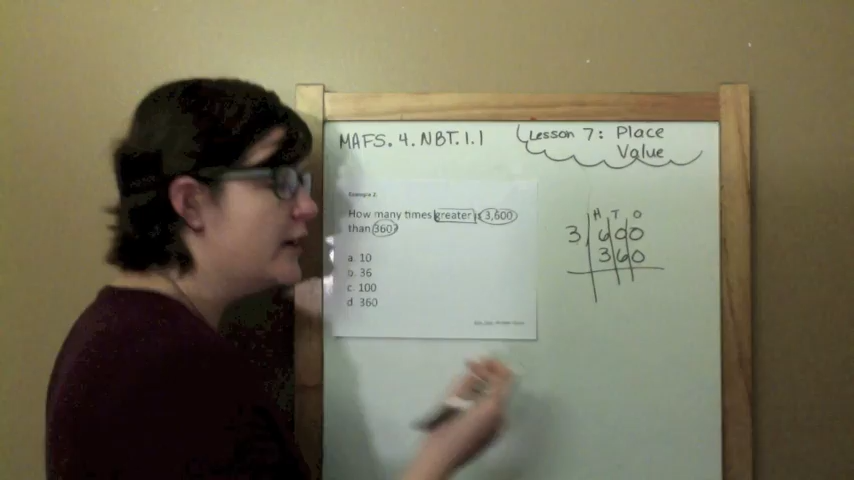 MAFS.4.NBT.1.1
Lesson 7: Place
Value
Example 2:
How many times greater is 3,600
than 360?
a. 10
b. 36
c. 100
d. 360
H T O
3,600
360